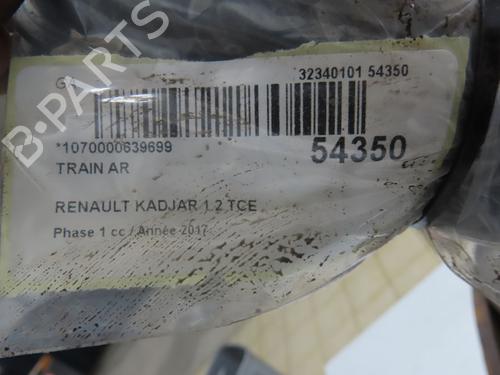 32340101 54350
*1070000639699
54350
TRAIN AR
RENAULT KADJAR 1.2 TCE
Phase 1 cc / Année 2017
B-PARTS